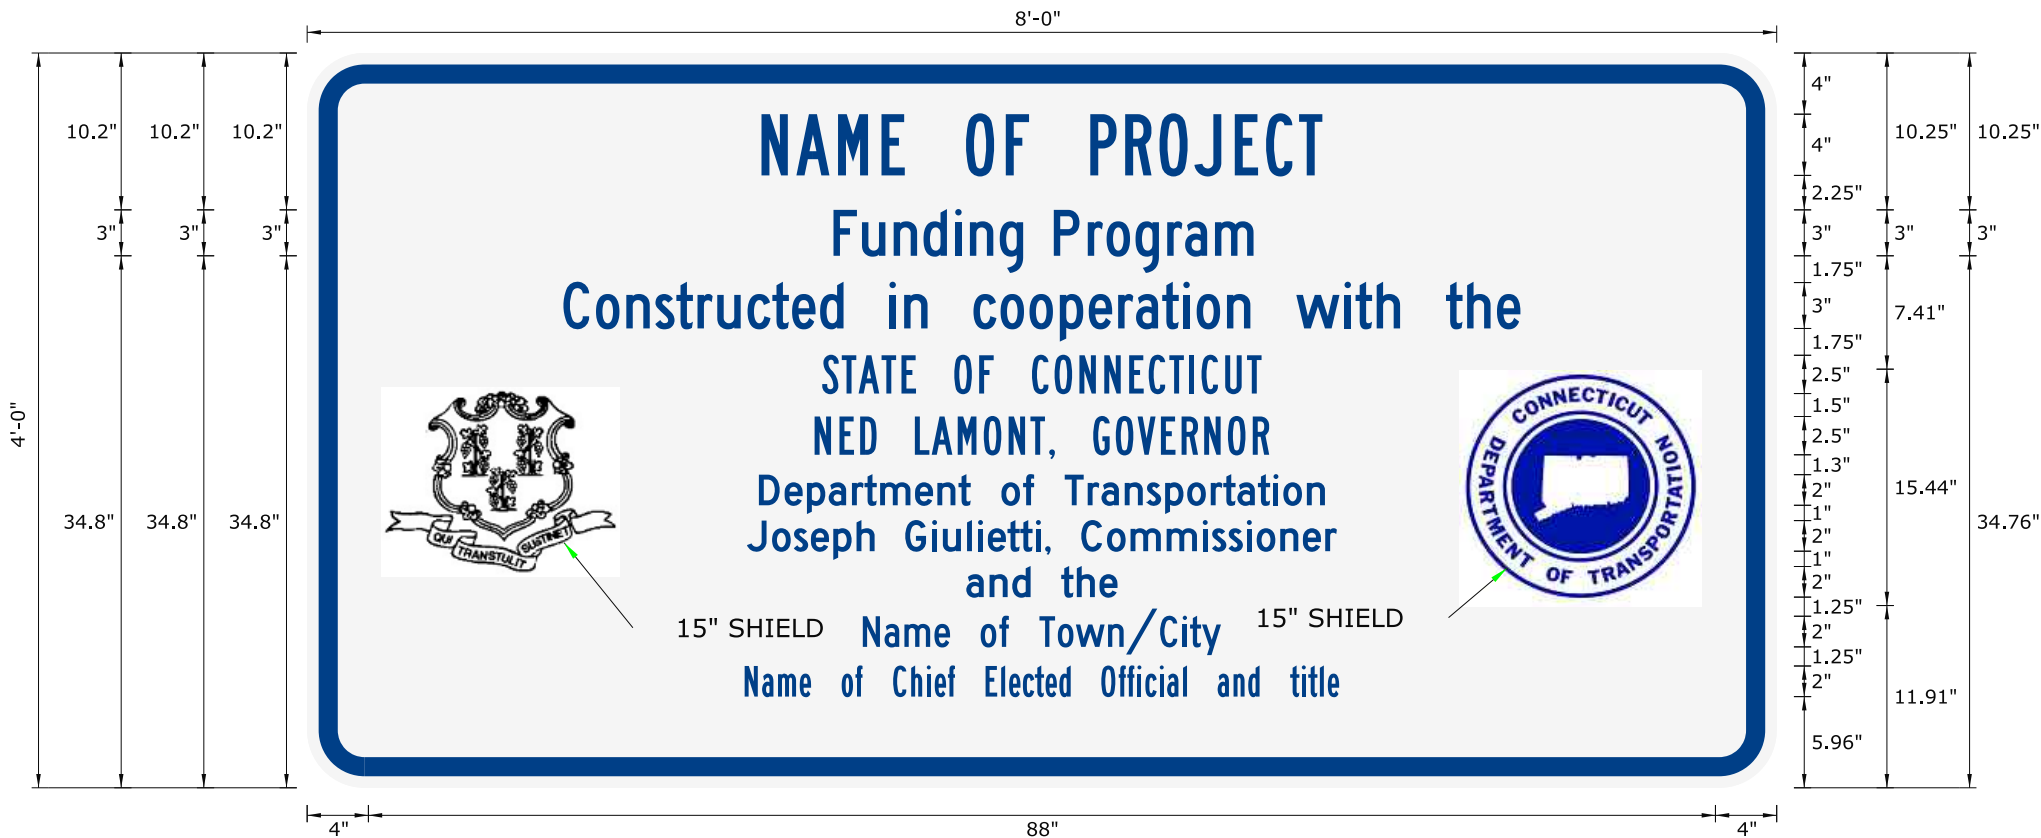 8'-0"
4'-0"
10.2" 10.2" 10.2"
3" 3" 3"
34.8" 34.8" 34.8"
NAME OF PROJECT
Funding Program
Constructed in cooperation with the
STATE OF CONNECTICUT
NED LAMONT, GOVERNOR
Department of Transportation
Joseph Giulietti, Commissioner
and the
Name of Town/City
Name of Chief Elected Official and title
QUI TRANSTULIT SUSTINET
15" SHIELD
CONNECTICUT
DEPARTMENT OF TRANSPORTATION
15" SHIELD
4"
4"
2.25"
3"
1.75"
3"
1.75"
2.5"
1.5"
2.5"
1.3"
2"
1"
2"
1"
2"
1.25"
2"
1.25"
2"
5.96"
10.25"
3"
7.41"
15.44"
11.91"
10.25"
3"
34.76"
4" 88" 4"